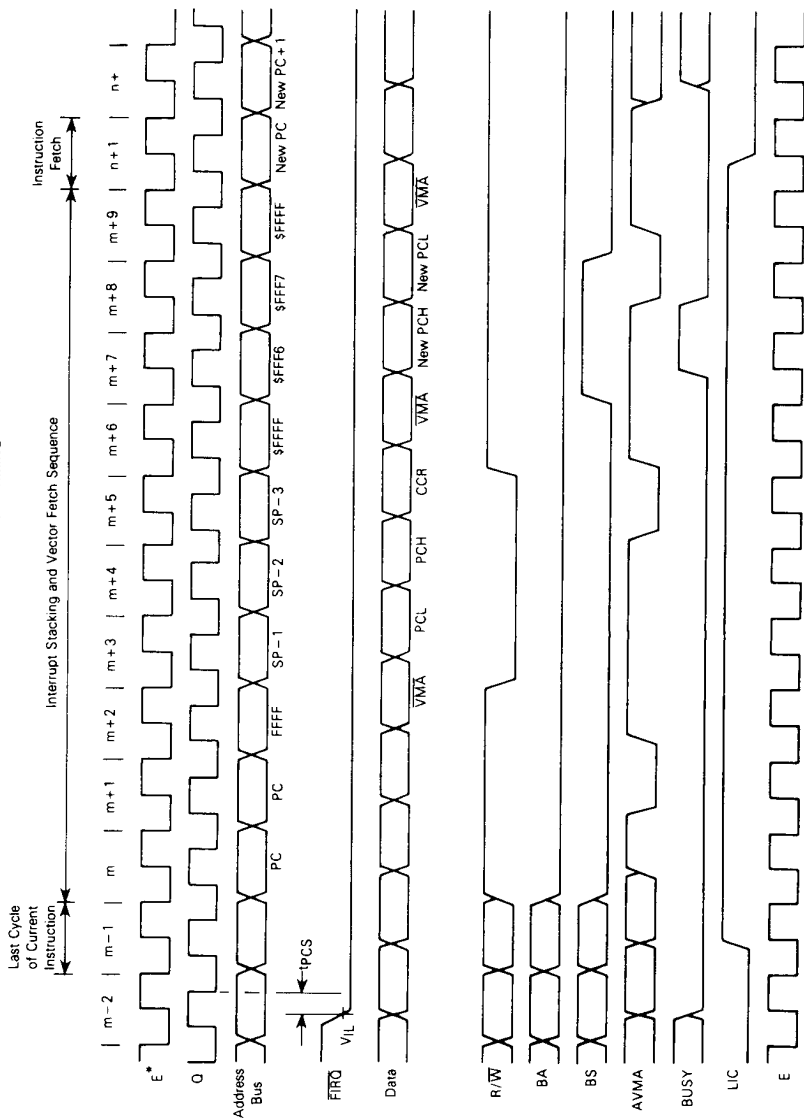 Last Cycle
of Current
Instruction
Interrupt Stacking and Vector Fetch Sequence
Instruction
Fetch
| m-2 | m-1 | m | m+1 | m+2 | m+3 | m+4 | m+5 | m+6 | m+7 | m+8 | m+9 | n+1 | n+ |
E*
Q
Address
Bus
PC PC FFFF SP-1 SP-2 SP-3 $FFFF $FFF6 $FFF7 $FFFF New PC New PC+1
tPCS
FIRQ
VIL
Data
VMA PCL PCH CCR VMA New PCH New PCL VMA
R/W
BA
BS
AVMA
BUSY
LIC
E